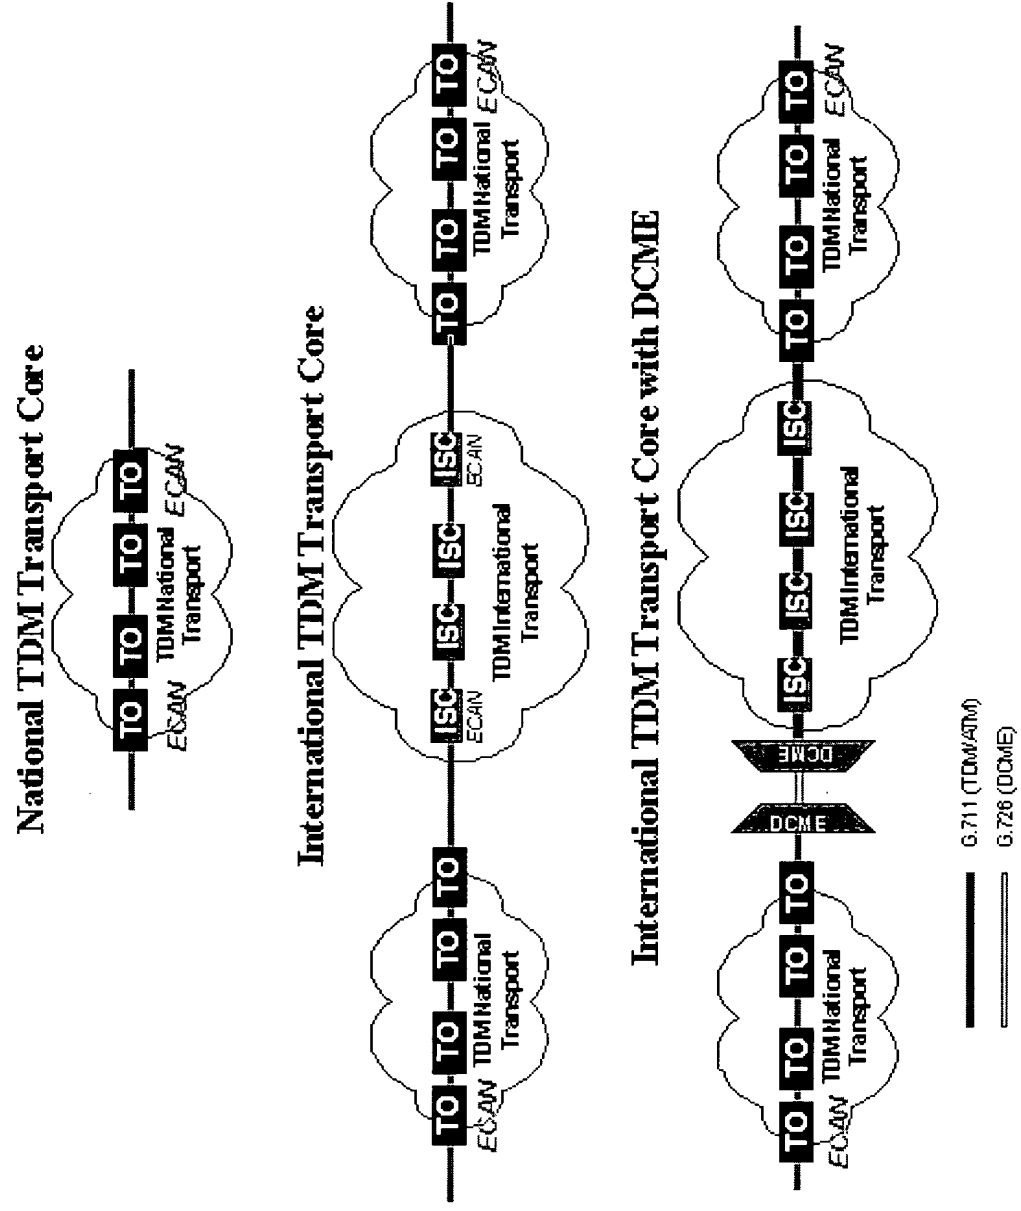 National TDM Transport Core
TO TO TO TO
ECAN ECAN
TDM National
Transport
International TDM Transport Core
TO TO TO TO ISC ISC ISC ISC TO TO TO TO
ECAN ECAN ECAN ECAN
TDM National
Transport
TDM International
Transport
TDM National
Transport
International TDM Transport Core with DCME
TO TO TO TO DCME DCME ISC ISC ISC ISC TO TO TO TO
ECAN ECAN
TDM National
Transport
TDM International
Transport
TDM National
Transport
G.711 (TDM/ATM)
G.726 (DCME)